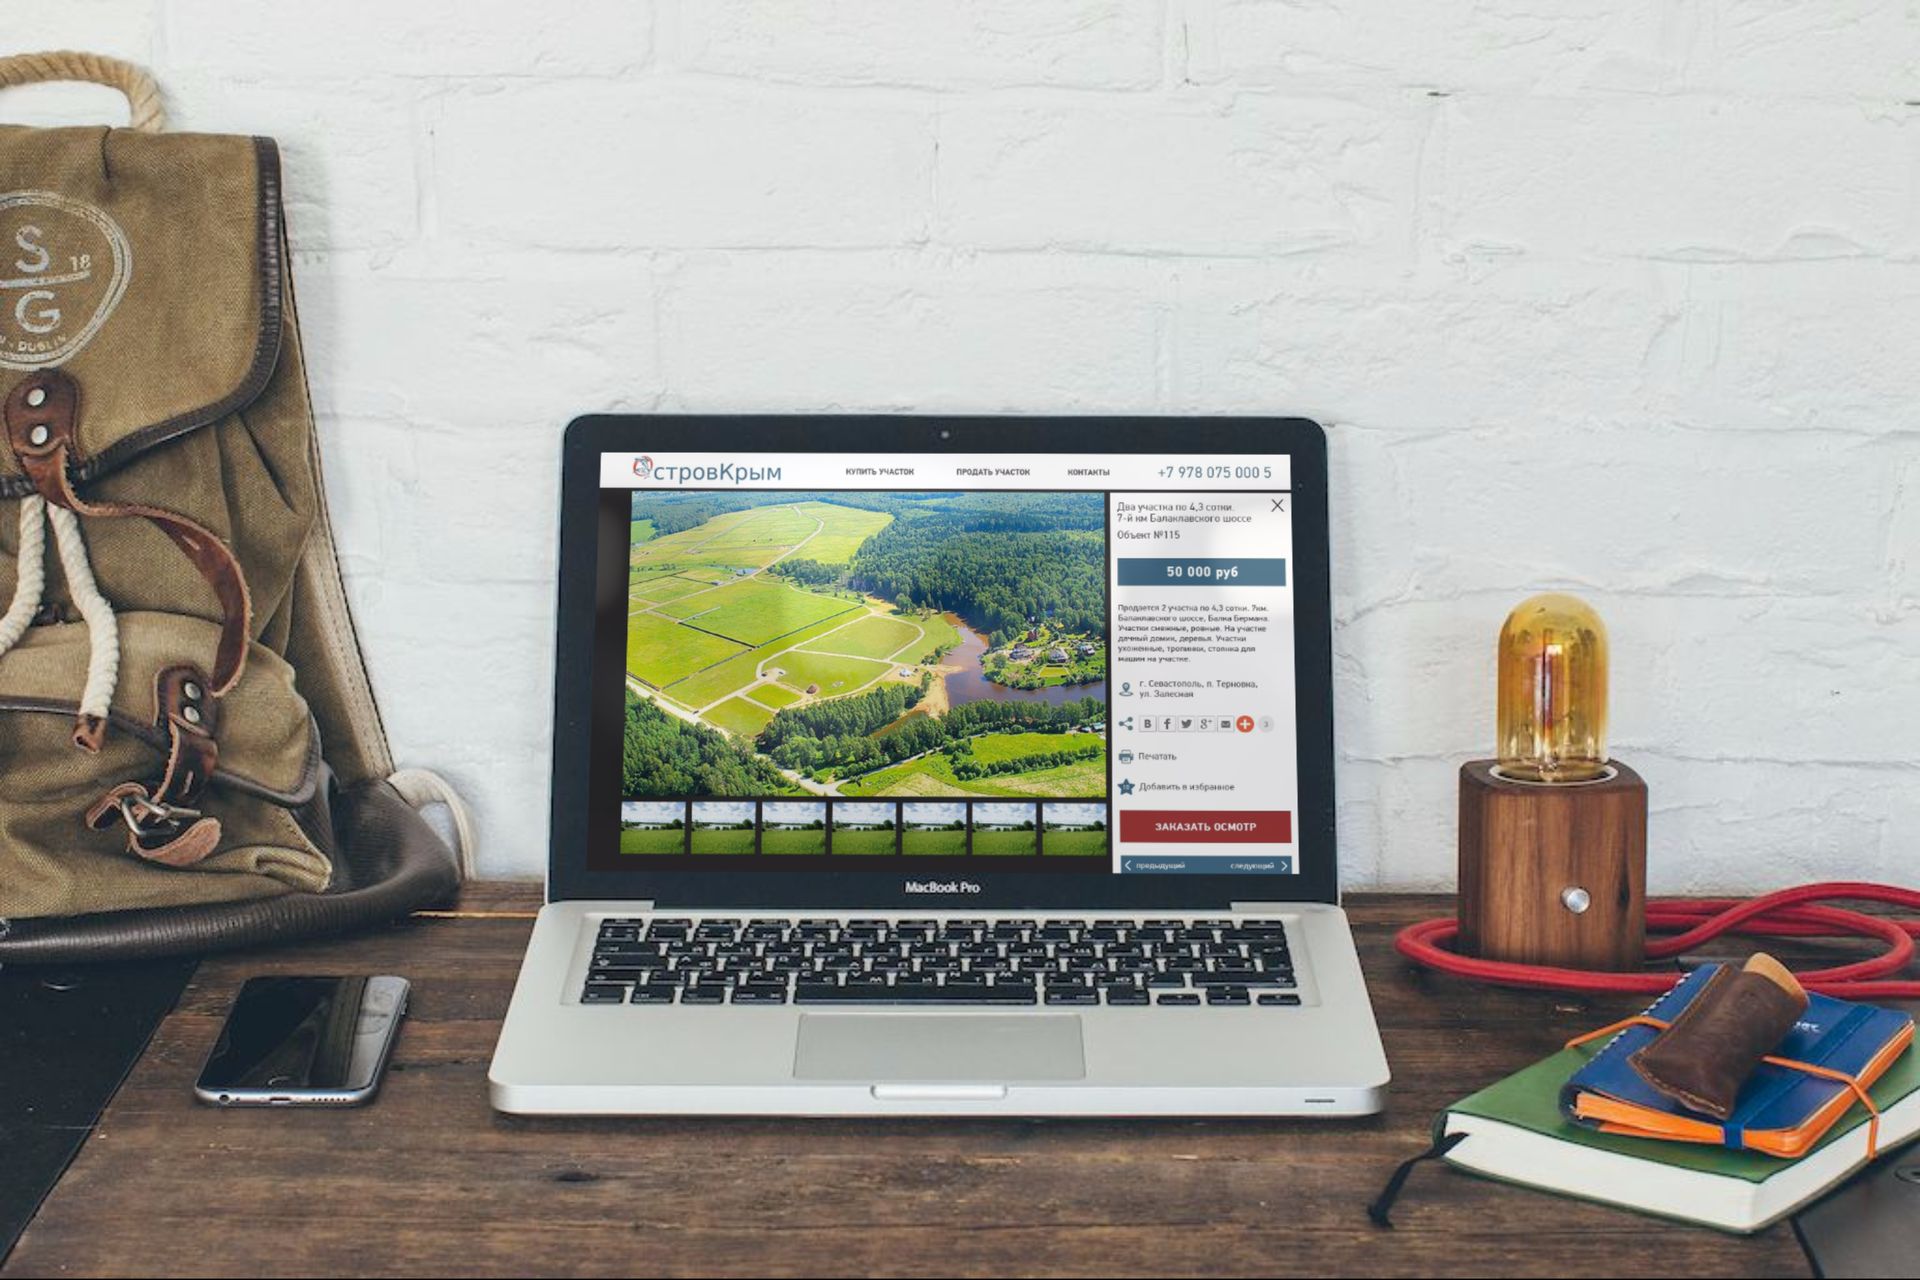 S
18
G
DUBLIN
ОстровКрым
КУПИТЬ УЧАСТОК
ПРОДАТЬ УЧАСТОК
КОНТАКТЫ
+7 978 075 000 5
Два участка по 4,3 сотки.
7-й км Балаклавского шоссе
Объект №115
50 000 руб
Продается 2 участка по 4,3 сотки. 7км.
Балаклавского шоссе, Балка Бермана.
Участки смежные, ровные. На участке
дачный домик, деревья. Участки
ухоженные, тропинки, стоянка для
машин на участке.
г. Севастополь, п. Терновка,
ул. Залесная
3
Печатать
Добавить в избранное
ЗАКАЗАТЬ ОСМОТР
предыдущий
следующий
MacBook Pro